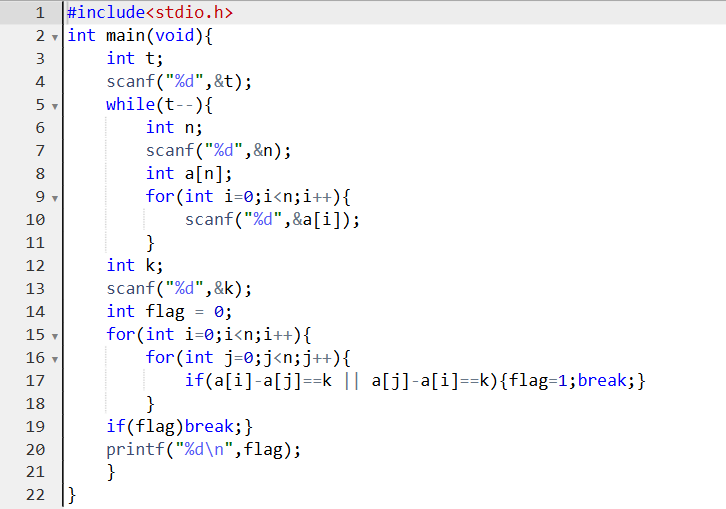 1 #include<stdio.h>
2 int main(void){
3     int t;
4     scanf("%d",&t);
5     while(t--){
6         int n;
7         scanf("%d",&n);
8         int a[n];
9         for(int i=0;i<n;i++){
10             scanf("%d",&a[i]);
11         }
12     int k;
13     scanf("%d",&k);
14     int flag = 0;
15     for(int i=0;i<n;i++){
16         for(int j=0;j<n;j++){
17             if(a[i]-a[j]==k || a[j]-a[i]==k){flag=1;break;}
18         }
19     if(flag)break;}
20     printf("%d\n",flag);
21     }
22 }